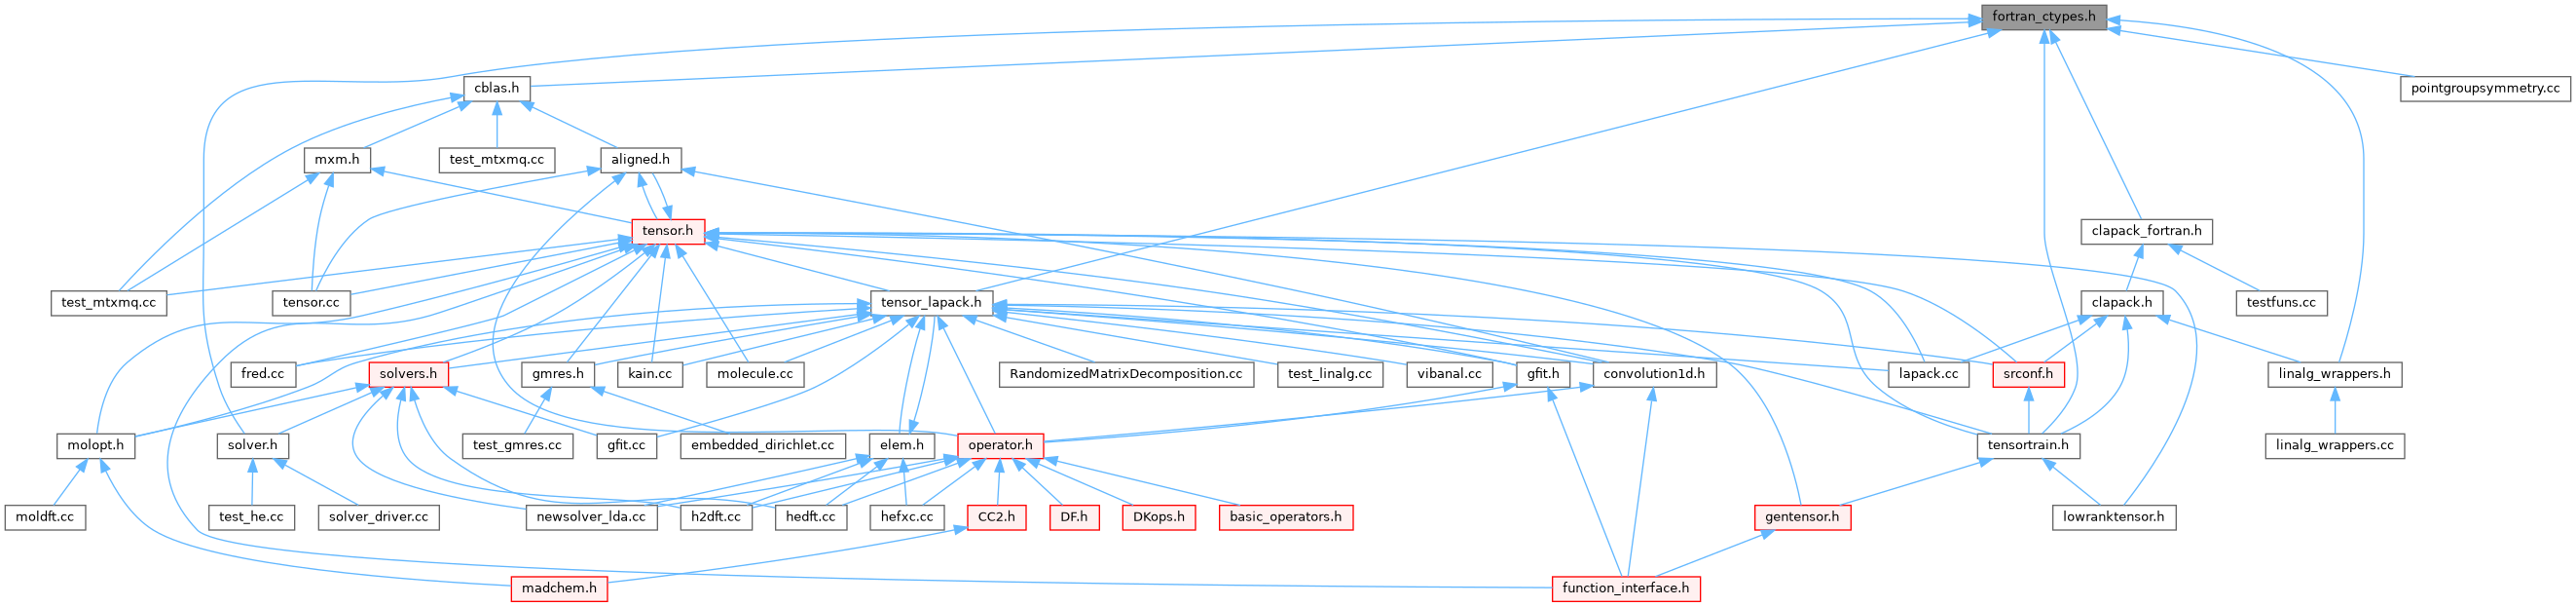 fortran_ctypes.h
cblas.h
pointgroupsymmetry.cc
mxm.h
test_mtxmq.cc
aligned.h
tensor.h
clapack_fortran.h
test_mtxmq.cc
tensor.cc
tensor_lapack.h
clapack.h
testfuns.cc
fred.cc
solvers.h
gmres.h
kain.cc
molecule.cc
RandomizedMatrixDecomposition.cc
test_linalg.cc
vibanal.cc
gfit.h
convolution1d.h
lapack.cc
srconf.h
linalg_wrappers.h
molopt.h
solver.h
test_gmres.cc
gfit.cc
embedded_dirichlet.cc
elem.h
operator.h
tensortrain.h
linalg_wrappers.cc
moldft.cc
test_he.cc
solver_driver.cc
newsolver_lda.cc
h2dft.cc
hedft.cc
hefxc.cc
CC2.h
DF.h
DKops.h
basic_operators.h
gentensor.h
lowranktensor.h
madchem.h
function_interface.h